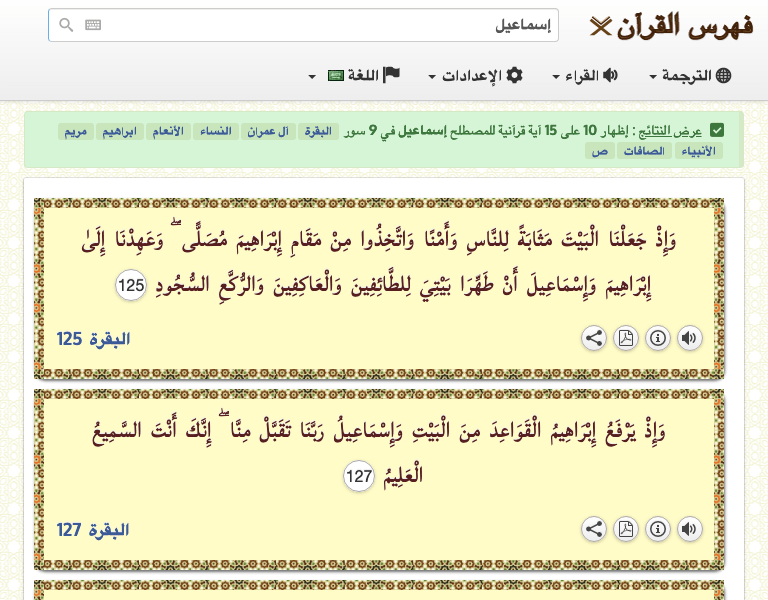 فهرس القرآن
إسماعيل
الترجمة القراء الإعدادات اللغة
عرض النتائج : إظهار 10 على 15 آية قرآنية للمصطلح إسماعيل في 9 سور البقرة آل عمران النساء الأنعام ابراهيم مريم
الأنبياء الصافات ص
وَإِذْ جَعَلْنَا الْبَيْتَ مَثَابَةً لِلنَّاسِ وَأَمْنًا وَاتَّخِذُوا مِنْ مَقَامِ إِبْرَاهِيمَ مُصَلًّى ۖ وَعَهِدْنَا إِلَىٰ
إِبْرَاهِيمَ وَإِسْمَاعِيلَ أَنْ طَهِّرَا بَيْتِيَ لِلطَّائِفِينَ وَالْعَاكِفِينَ وَالرُّكَّعِ السُّجُودِ 125
البقرة 125
وَإِذْ يَرْفَعُ إِبْرَاهِيمُ الْقَوَاعِدَ مِنَ الْبَيْتِ وَإِسْمَاعِيلُ رَبَّنَا تَقَبَّلْ مِنَّا ۖ إِنَّكَ أَنْتَ السَّمِيعُ
الْعَلِيمُ 127
البقرة 127